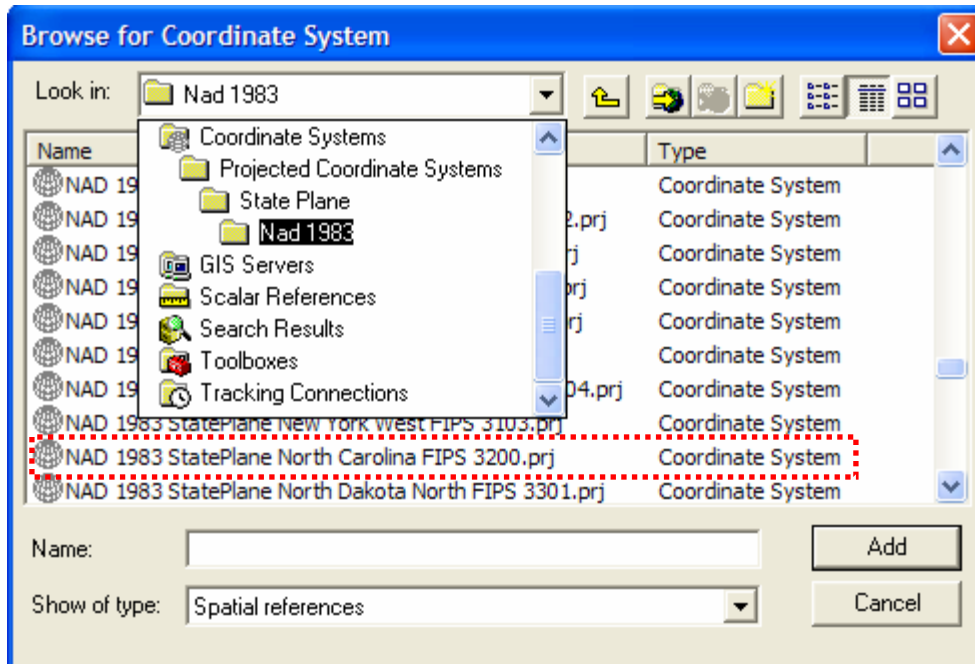 Browse for Coordinate System
Look in: Nad 1983
Coordinate Systems
Projected Coordinate Systems
State Plane
Nad 1983
GIS Servers
Scalar References
Search Results
Toolboxes
Tracking Connections
Name Type
NAD 19 Coordinate System
NAD 19 2.prj Coordinate System
NAD 19 rj Coordinate System
NAD 19 prj Coordinate System
NAD 19 rj Coordinate System
NAD 19 Coordinate System
NAD 19 04.prj Coordinate System
NAD 1983 StatePlane New York West FIPS 3103.prj Coordinate System
NAD 1983 StatePlane North Carolina FIPS 3200.prj Coordinate System
NAD 1983 StatePlane North Dakota North FIPS 3301.prj Coordinate System
Name: Add
Show of type: Spatial references Cancel